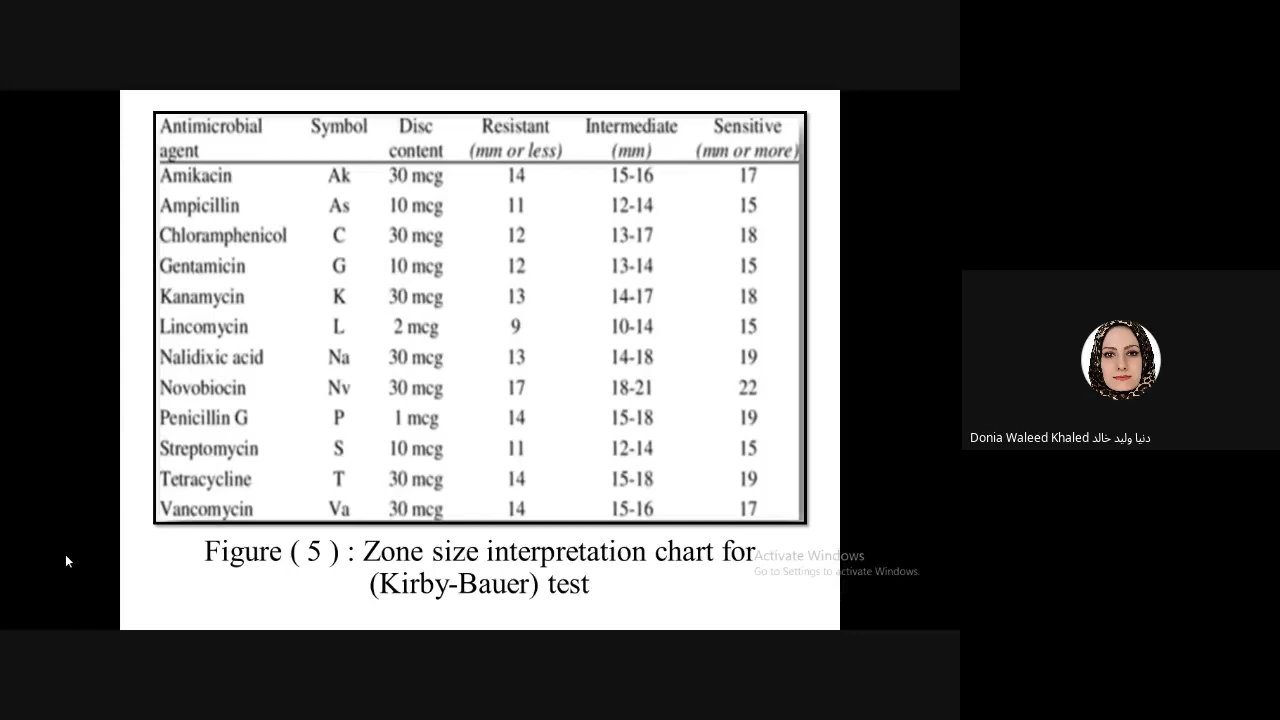 Antimicrobial agent Symbol Disc content Resistant (mm or less) Intermediate (mm) Sensitive (mm or more)
Amikacin Ak 30 mcg 14 15-16 17
Ampicillin As 10 mcg 11 12-14 15
Chloramphenicol C 30 mcg 12 13-17 18
Gentamicin G 10 mcg 12 13-14 15
Kanamycin K 30 mcg 13 14-17 18
Lincomycin L 2 mcg 9 10-14 15
Nalidixic acid Na 30 mcg 13 14-18 19
Novobiocin Nv 30 mcg 17 18-21 22
Penicillin G P 1 mcg 14 15-18 19
Streptomycin S 10 mcg 11 12-14 15
Tetracycline T 30 mcg 14 15-18 19
Vancomycin Va 30 mcg 14 15-16 17
Figure ( 5 ) : Zone size interpretation chart for
(Kirby-Bauer) test
Activate Windows
Go to Settings to activate Windows.
Donia Waleed Khaled دنيا وليد خالد